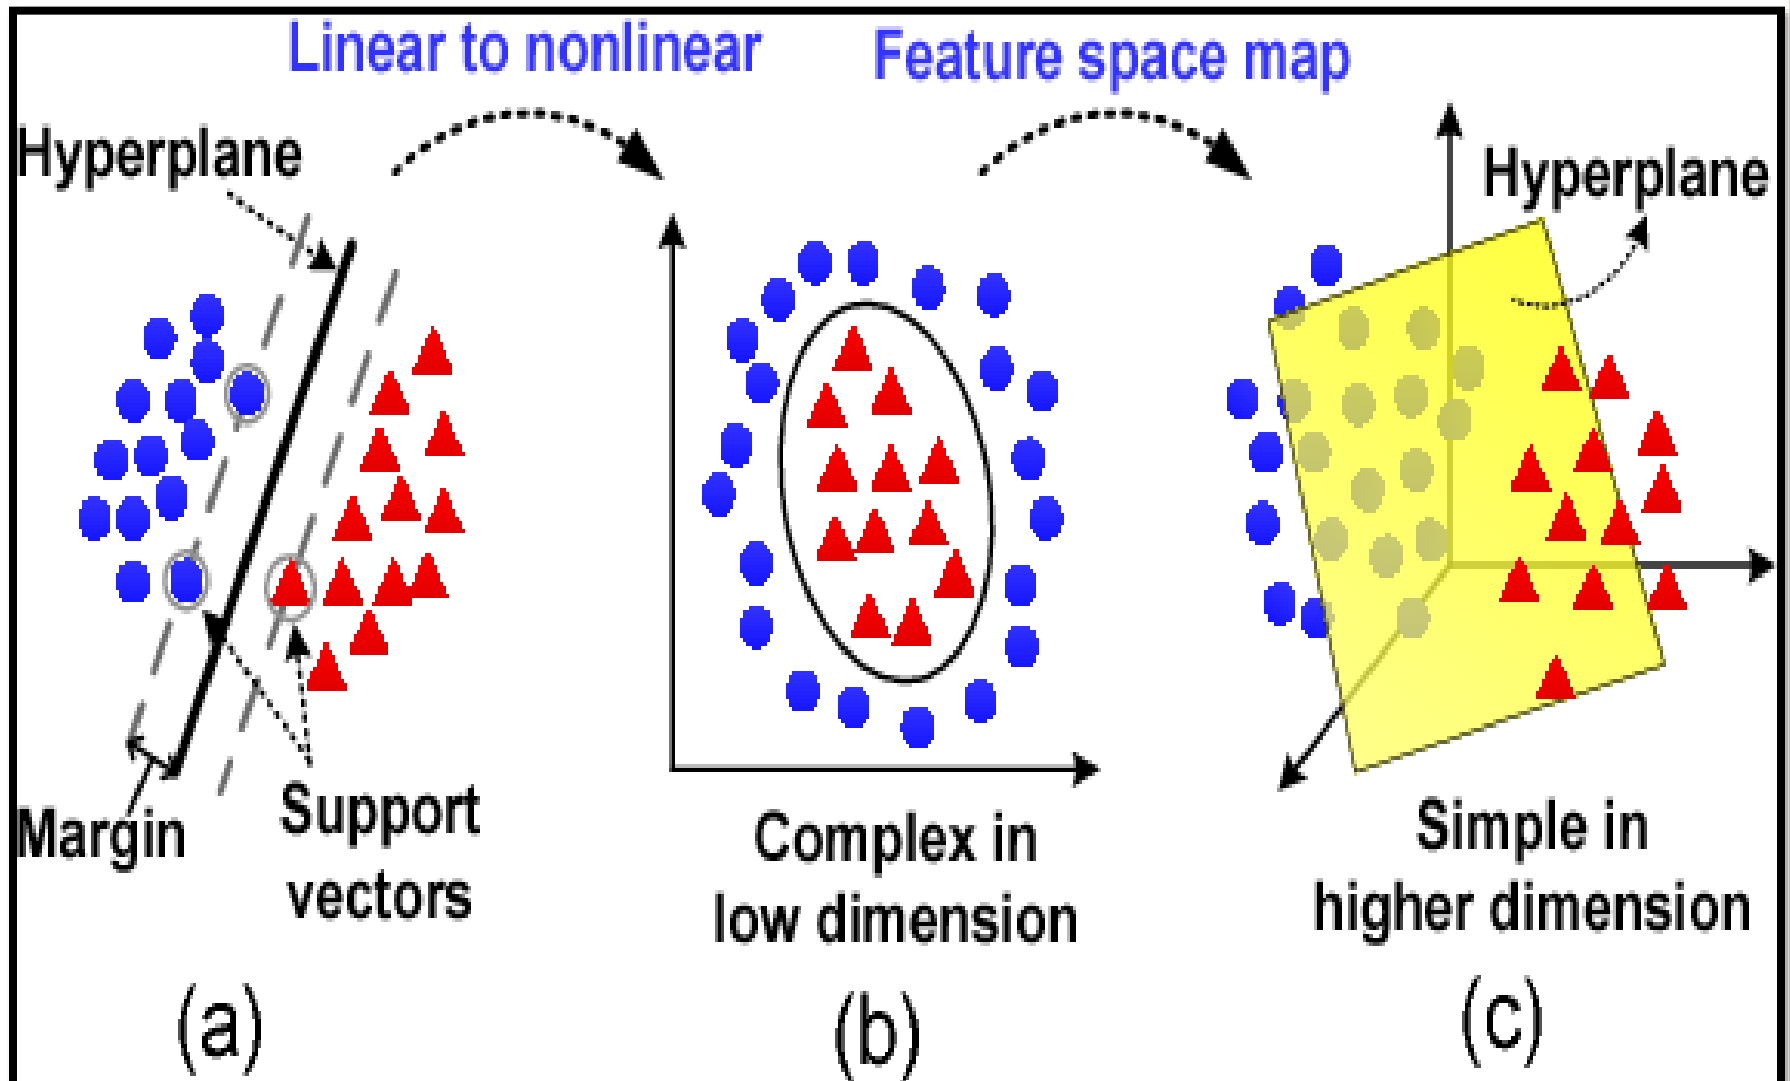 Linear to nonlinear
Feature space map
Hyperplane
Hyperplane
Margin
Support
vectors
Complex in
low dimension
Simple in
higher dimension
(a)
(b)
(c)